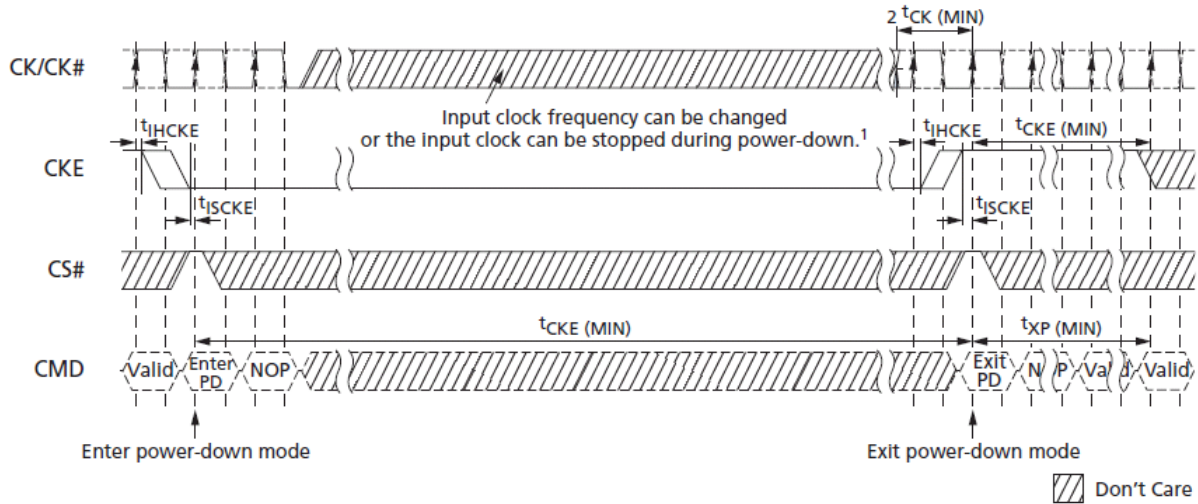 2 tCK (MIN)
CK/CK#
Input clock frequency can be changed
or the input clock can be stopped during power-down.1
tIHCKE
tIHCKE
tCKE (MIN)
CKE
tISCKE
tISCKE
CS#
tCKE (MIN)
tXP (MIN)
CMD
Valid
Enter
PD
NOP
Exit
PD
N P
Val d
Valid
Enter power-down mode
Exit power-down mode
Don't Care